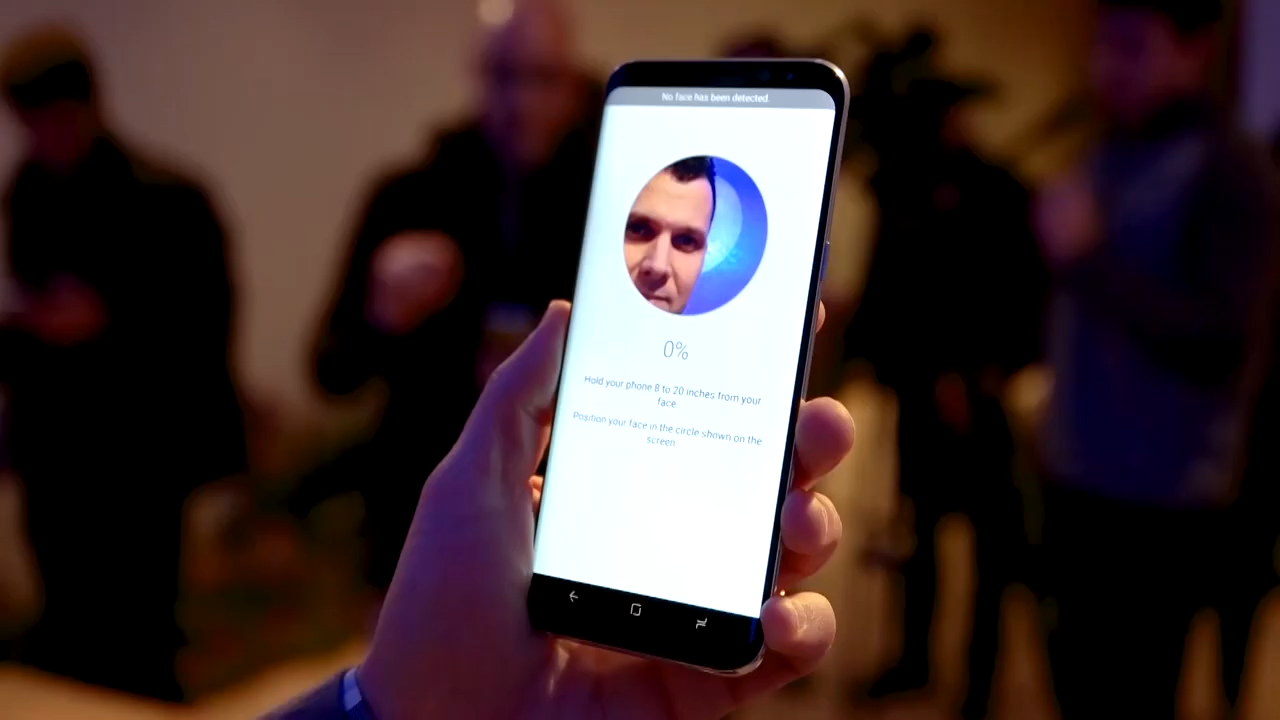 No face has been detected.
0%
Hold your phone 8 to 20 inches from your
face.
Position your face in the circle shown on the
screen.